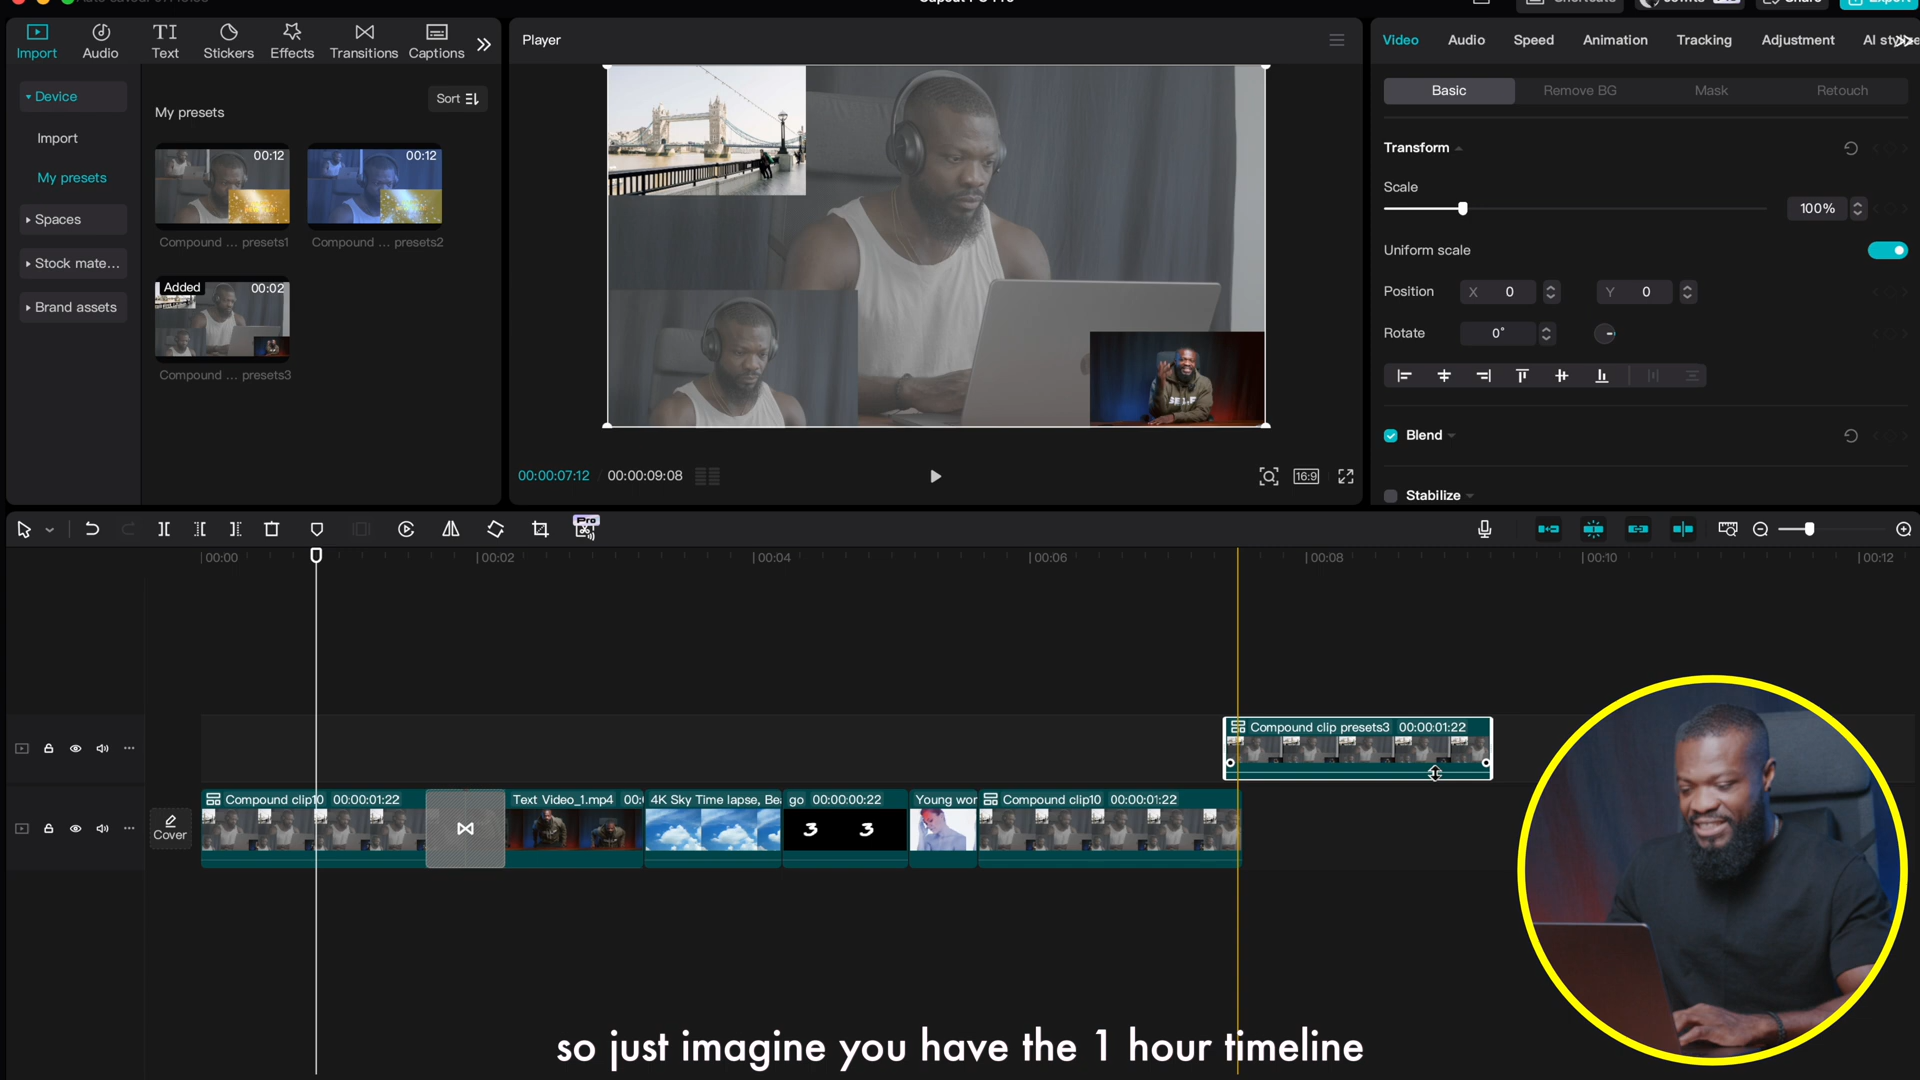 Import
Audio
Text
Stickers
Effects
Transitions
Captions
Player
Video
Audio
Speed
Animation
Tracking
Adjustment
Device
Import
My presets
Spaces
Stock mate...
Brand assets
My presets
Sort
00:12
00:12
Compound ... presets1
Compound ... presets2
Added
00:02
Compound ... presets3
00:00:07:12 / 00:00:09:08
16:9
Basic
Remove BG
Mask
Retouch
Transform
Scale
100%
Uniform scale
Position
X 0
Y 0
Rotate
0°
Blend
Stabilize
Pro
00:00
00:02
00:04
00:06
00:08
00:10
00:12
Compound clip presets3 00:00:01:22
Cover
Compound clip10 00:00:01:22
Text Video_1.mp4
4K Sky Time lapse, Be
go 00:00:00:22
3 3
Young wor
Compound clip10 00:00:01:22
so just imagine you have the 1 hour timeline